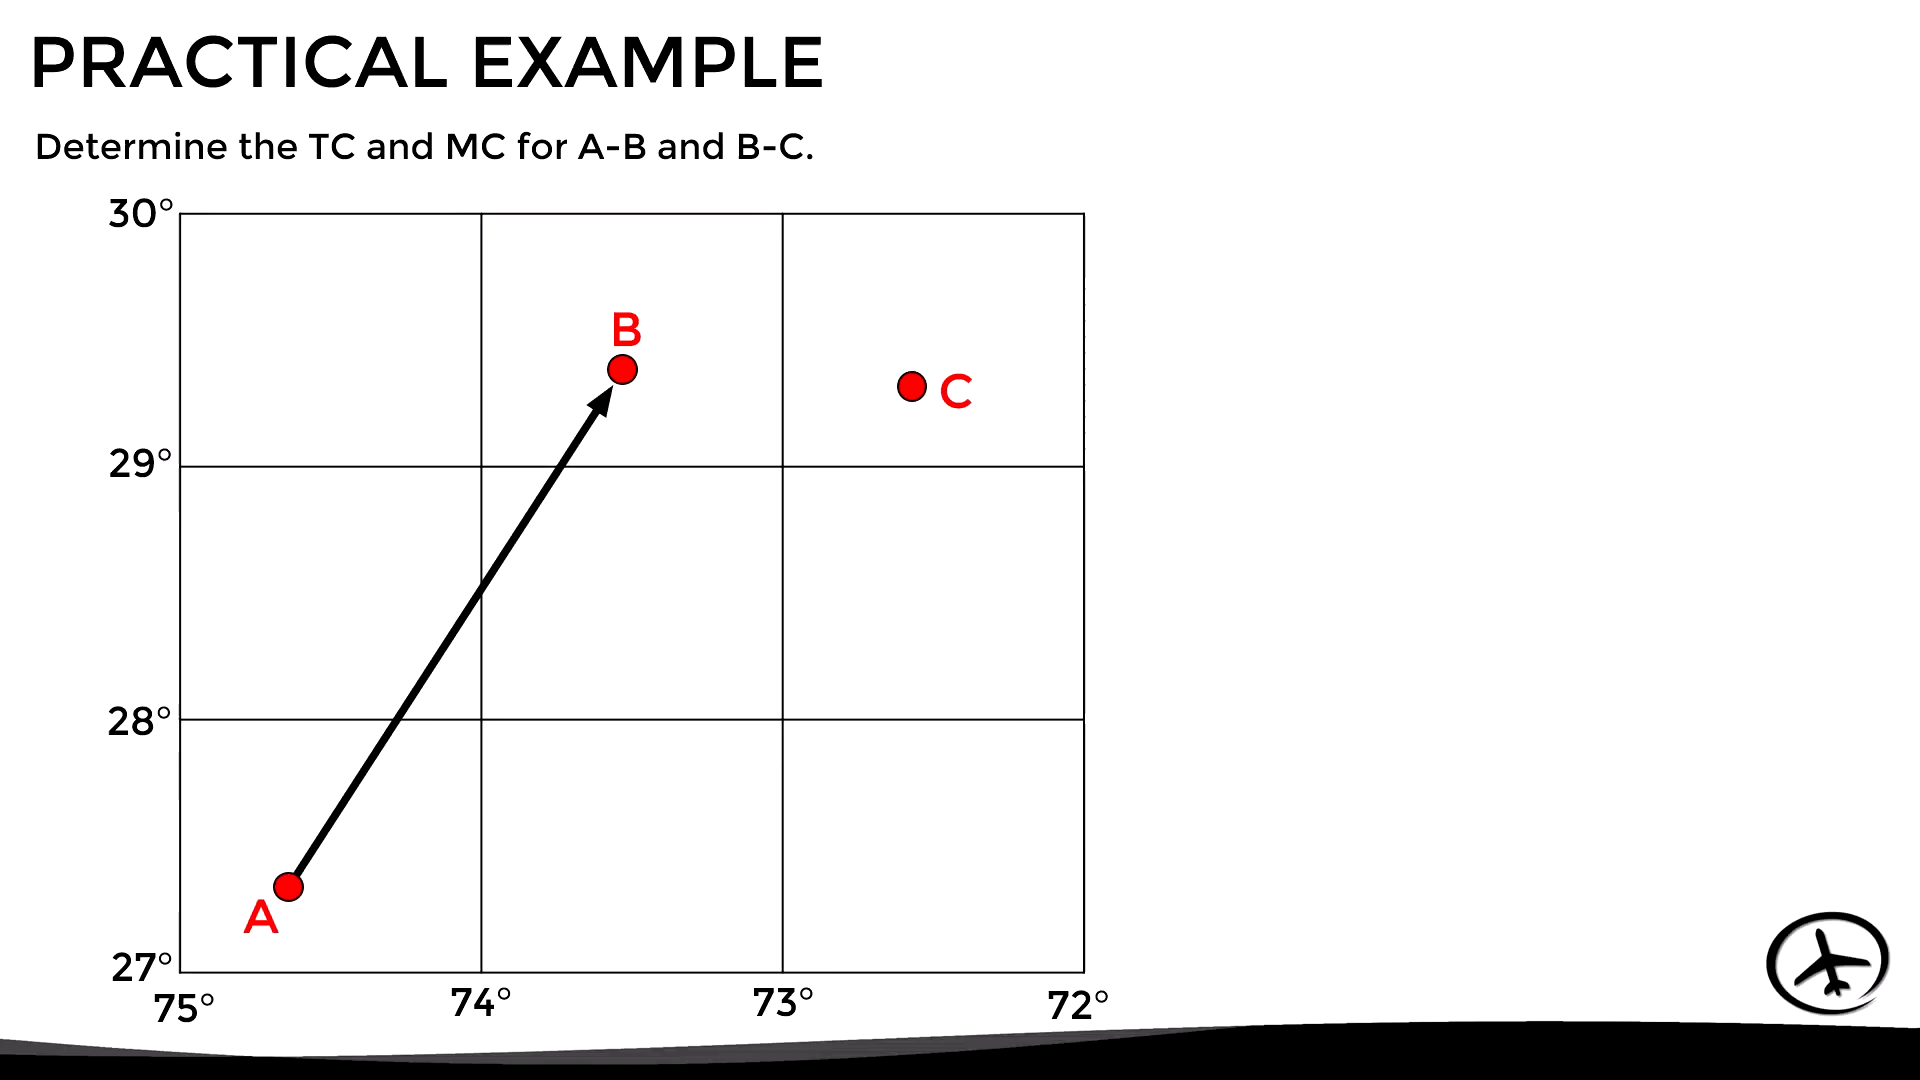 PRACTICAL EXAMPLE
Determine the TC and MC for A-B and B-C.
30°
B
C
29°
28°
A
27°
75° 74° 73° 72°